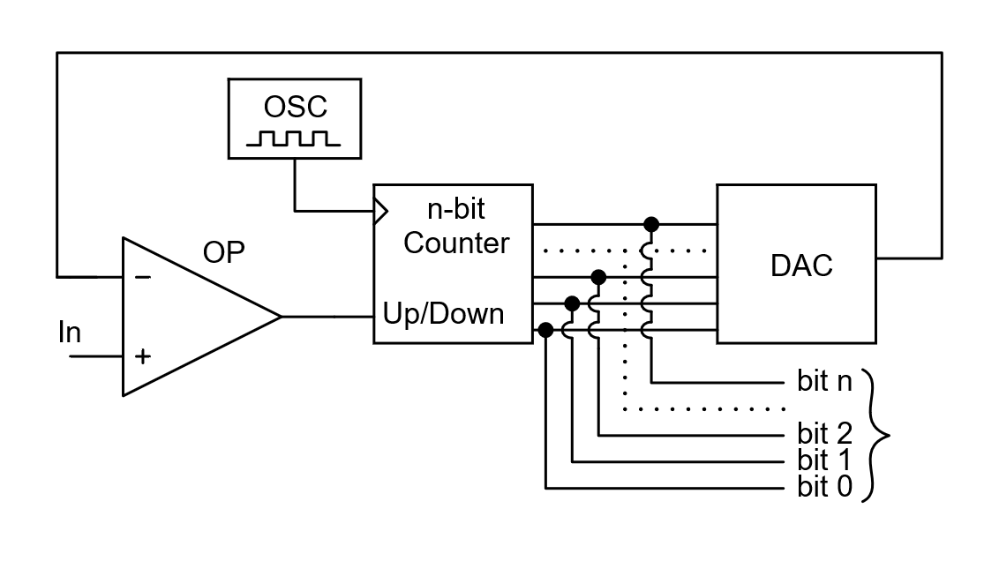 OSC
n-bit
Counter
OP
−
DAC
Up/Down
In
+
bit n
bit 2
bit 1
bit 0